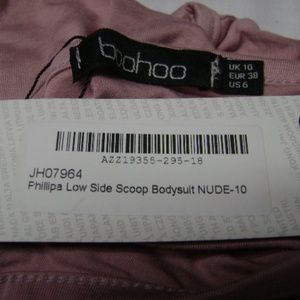 boohoo
UK 10
EUR 38
US 6
AZZ19355-295-18
JH07964
Phillipa Low Side Scoop Bodysuit NUDE-10